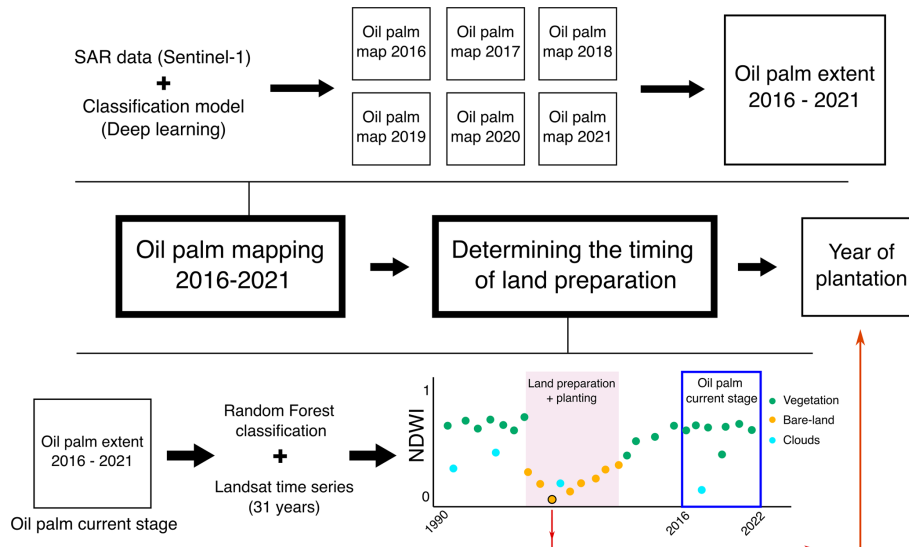 SAR data (Sentinel-1)
+
Classification model
(Deep learning)
Oil palm
map 2016
Oil palm
map 2017
Oil palm
map 2018
Oil palm
map 2019
Oil palm
map 2020
Oil palm
map 2021
Oil palm extent
2016 - 2021
Oil palm mapping
2016-2021
Determining the timing
of land preparation
Year of
plantation
Oil palm extent
2016 - 2021
Oil palm current stage
Random Forest
classification
+
Landsat time series
(31 years)
NDWI
1
0
Land preparation
+ planting
Oil palm
current stage
Vegetation
Bare-land
Clouds
1990
2016
2022